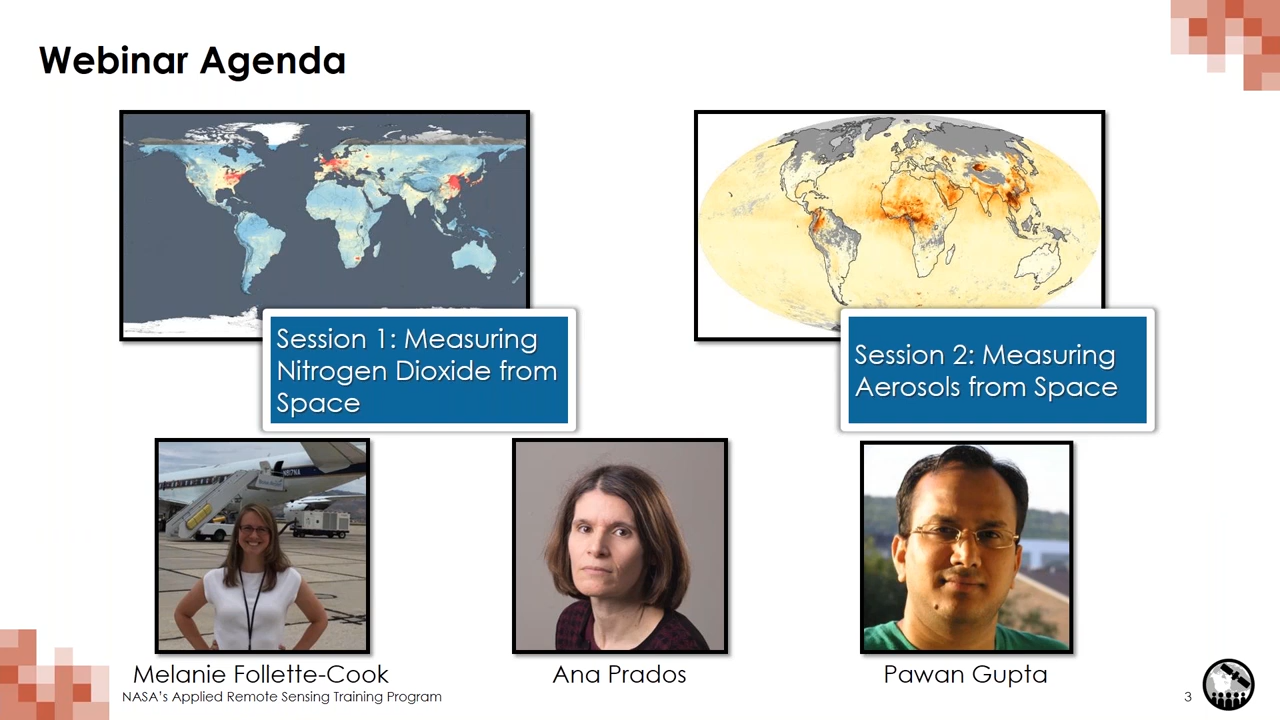 Webinar Agenda
Session 1: Measuring
Nitrogen Dioxide from
Space
Session 2: Measuring
Aerosols from Space
Melanie Follette-Cook
Ana Prados
Pawan Gupta
NASA's Applied Remote Sensing Training Program
3